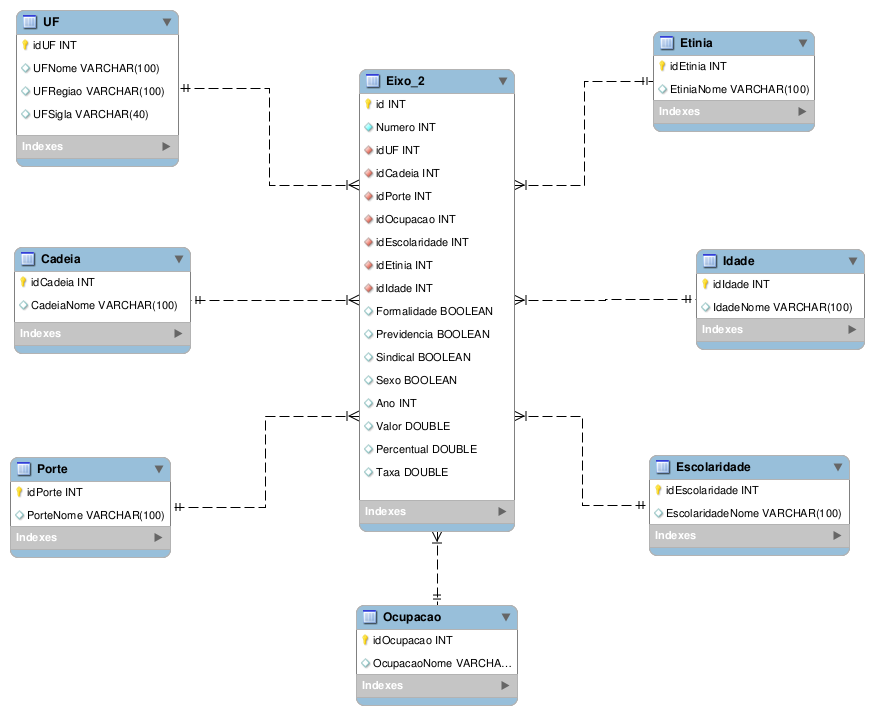 UF
idUF INT
UFNome VARCHAR(100)
UFRegiao VARCHAR(100)
UFSigla VARCHAR(40)
Indexes
Cadeia
idCadeia INT
CadeiaNome VARCHAR(100)
Indexes
Porte
idPorte INT
PorteNome VARCHAR(100)
Indexes
Eixo_2
id INT
Numero INT
idUF INT
idCadeia INT
idPorte INT
idOcupacao INT
idEscolaridade INT
idEtinia INT
idIdade INT
Formalidade BOOLEAN
Previdencia BOOLEAN
Sindical BOOLEAN
Sexo BOOLEAN
Ano INT
Valor DOUBLE
Percentual DOUBLE
Taxa DOUBLE
Indexes
Ocupacao
idOcupacao INT
OcupacaoNome VARCHA...
Indexes
Etinia
idEtinia INT
EtiniaNome VARCHAR(100)
Indexes
Idade
idIdade INT
IdadeNome VARCHAR(100)
Indexes
Escolaridade
idEscolaridade INT
EscolaridadeNome VARCHAR(100)
Indexes